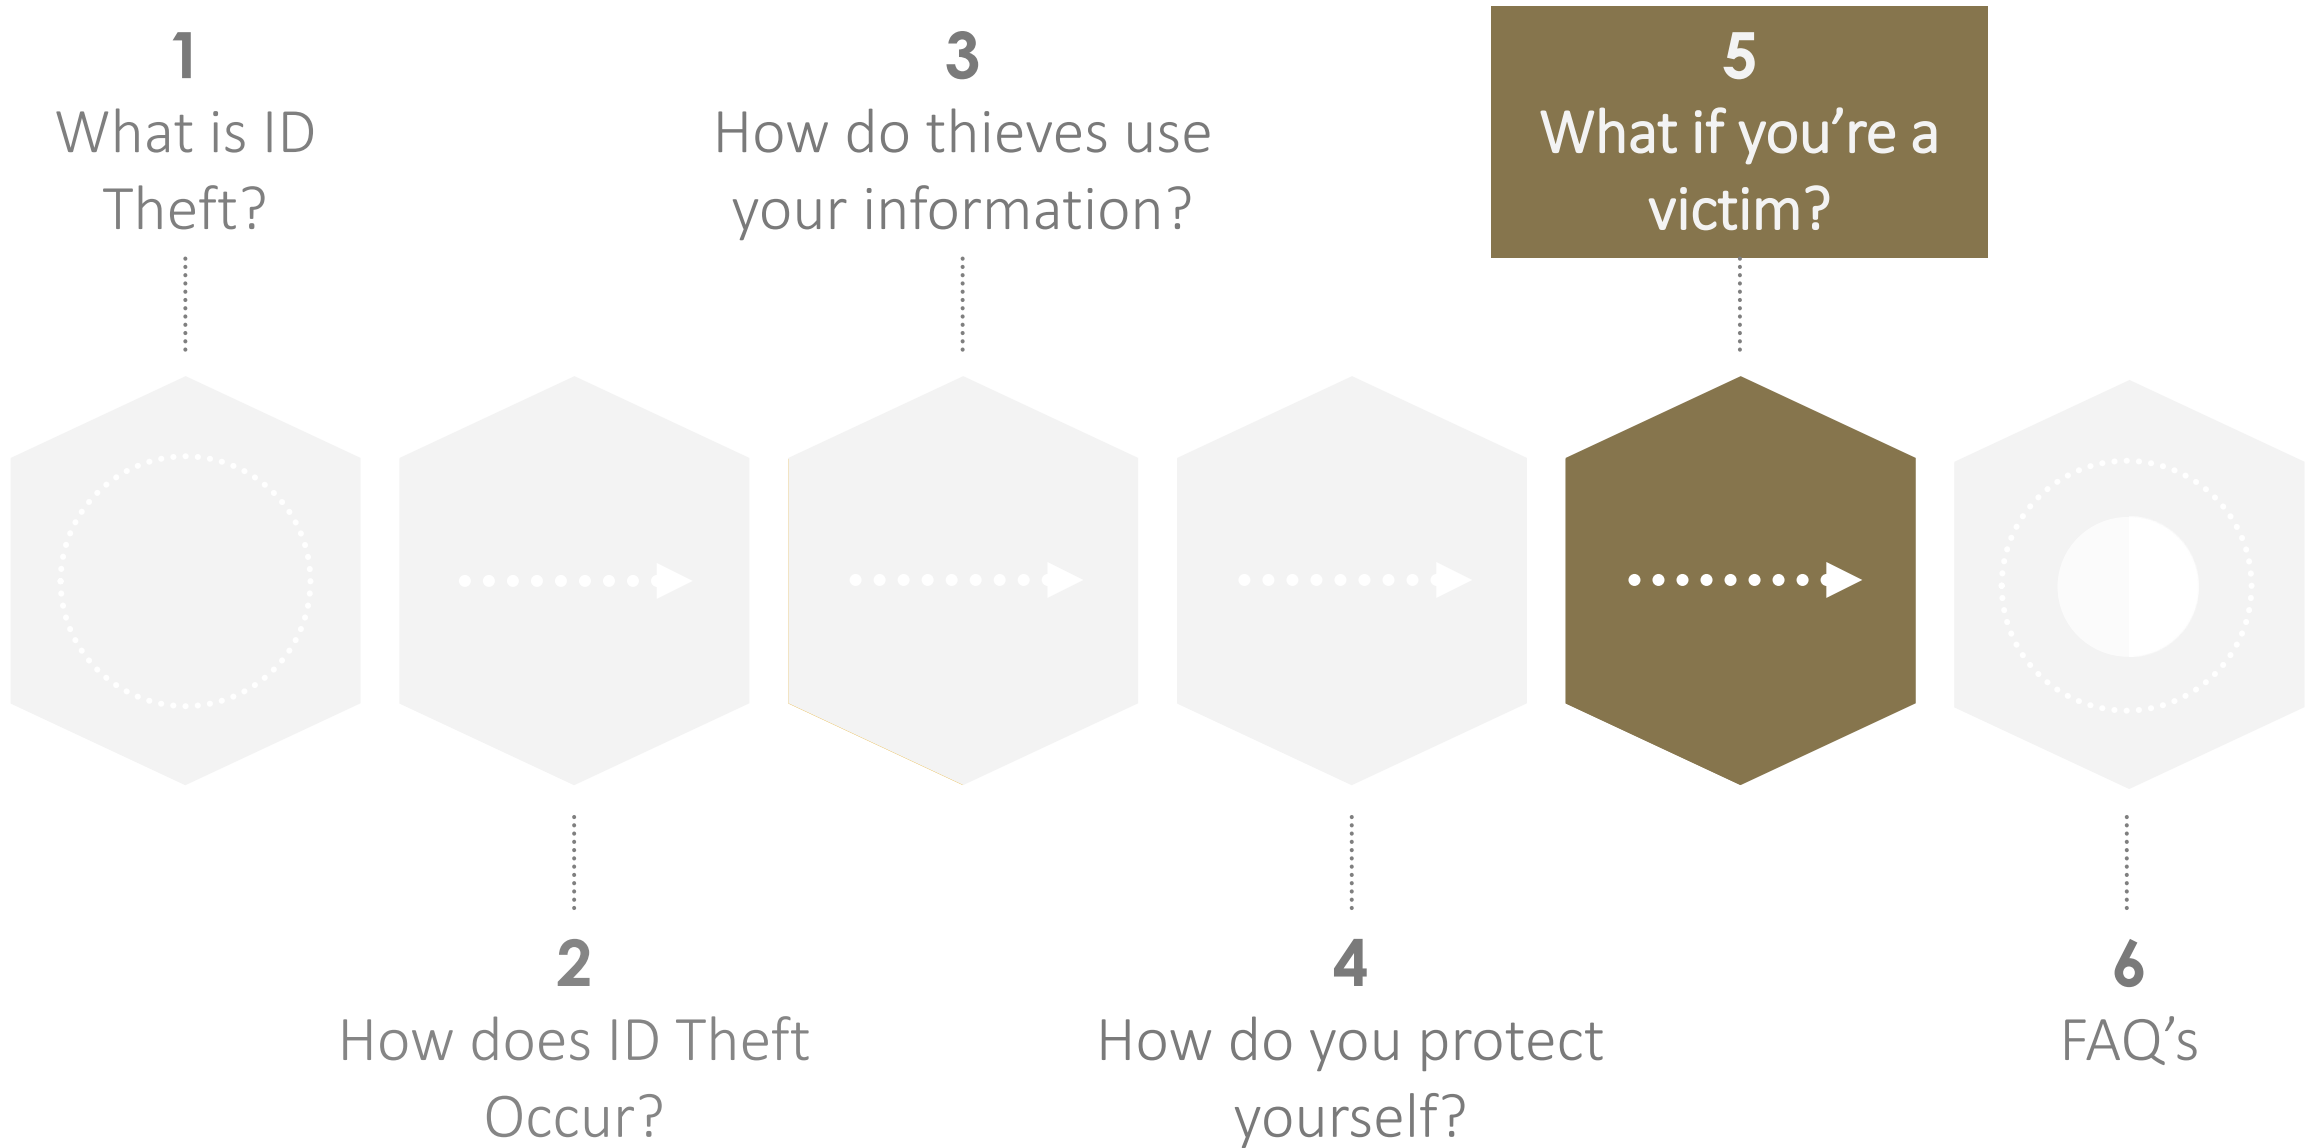 1
What is ID
Theft?
3
How do thieves use
your information?
5
What if you’re a
victim?
2
How does ID Theft
Occur?
4
How do you protect
yourself?
6
FAQ’s